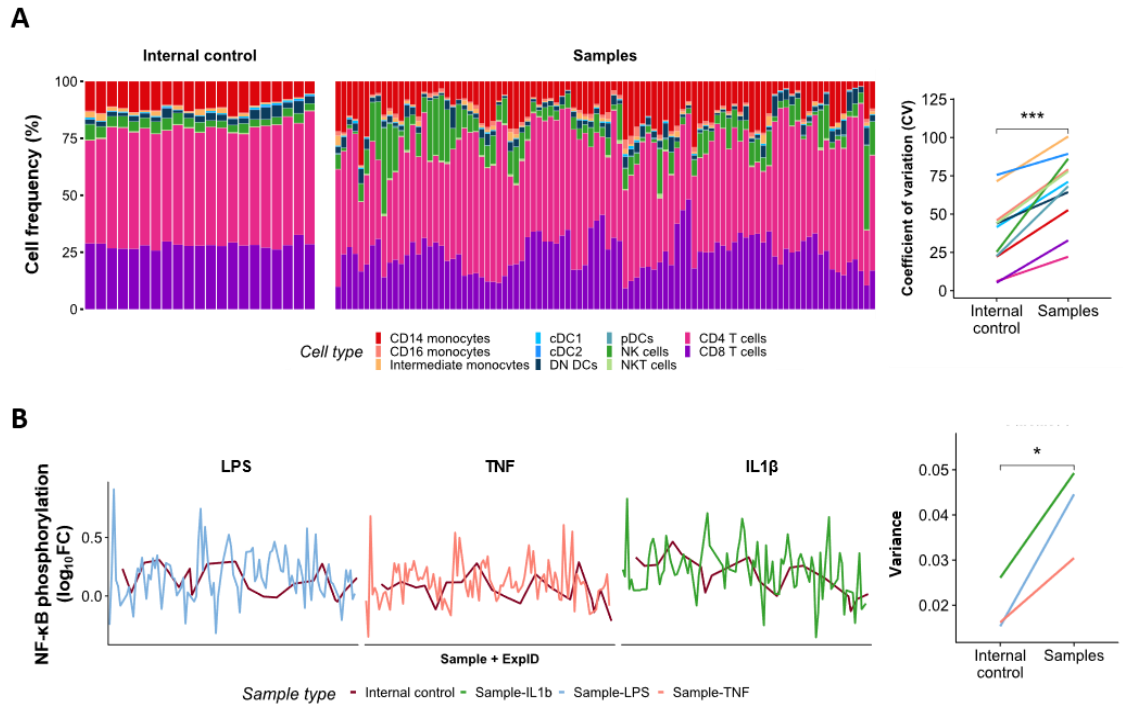 A
Internal control
Samples
Cell frequency (%)
100
75
50
25
0
Cell type
CD14 monocytes
CD16 monocytes
Intermediate monocytes
cDC1
cDC2
DN DCs
pDCs
NK cells
NKT cells
CD4 T cells
CD8 T cells
Coefficient of variation (CV)
125
100
75
50
25
0
***
Internal
control
Samples
B
NF-κB phosphorylation
(log₁₀FC)
0.5
0.0
LPS
TNF
IL1β
Sample + ExpID
Sample type
Internal control
Sample-IL1b
Sample-LPS
Sample-TNF
Variance
0.05
0.04
0.03
0.02
*
Internal
control
Samples